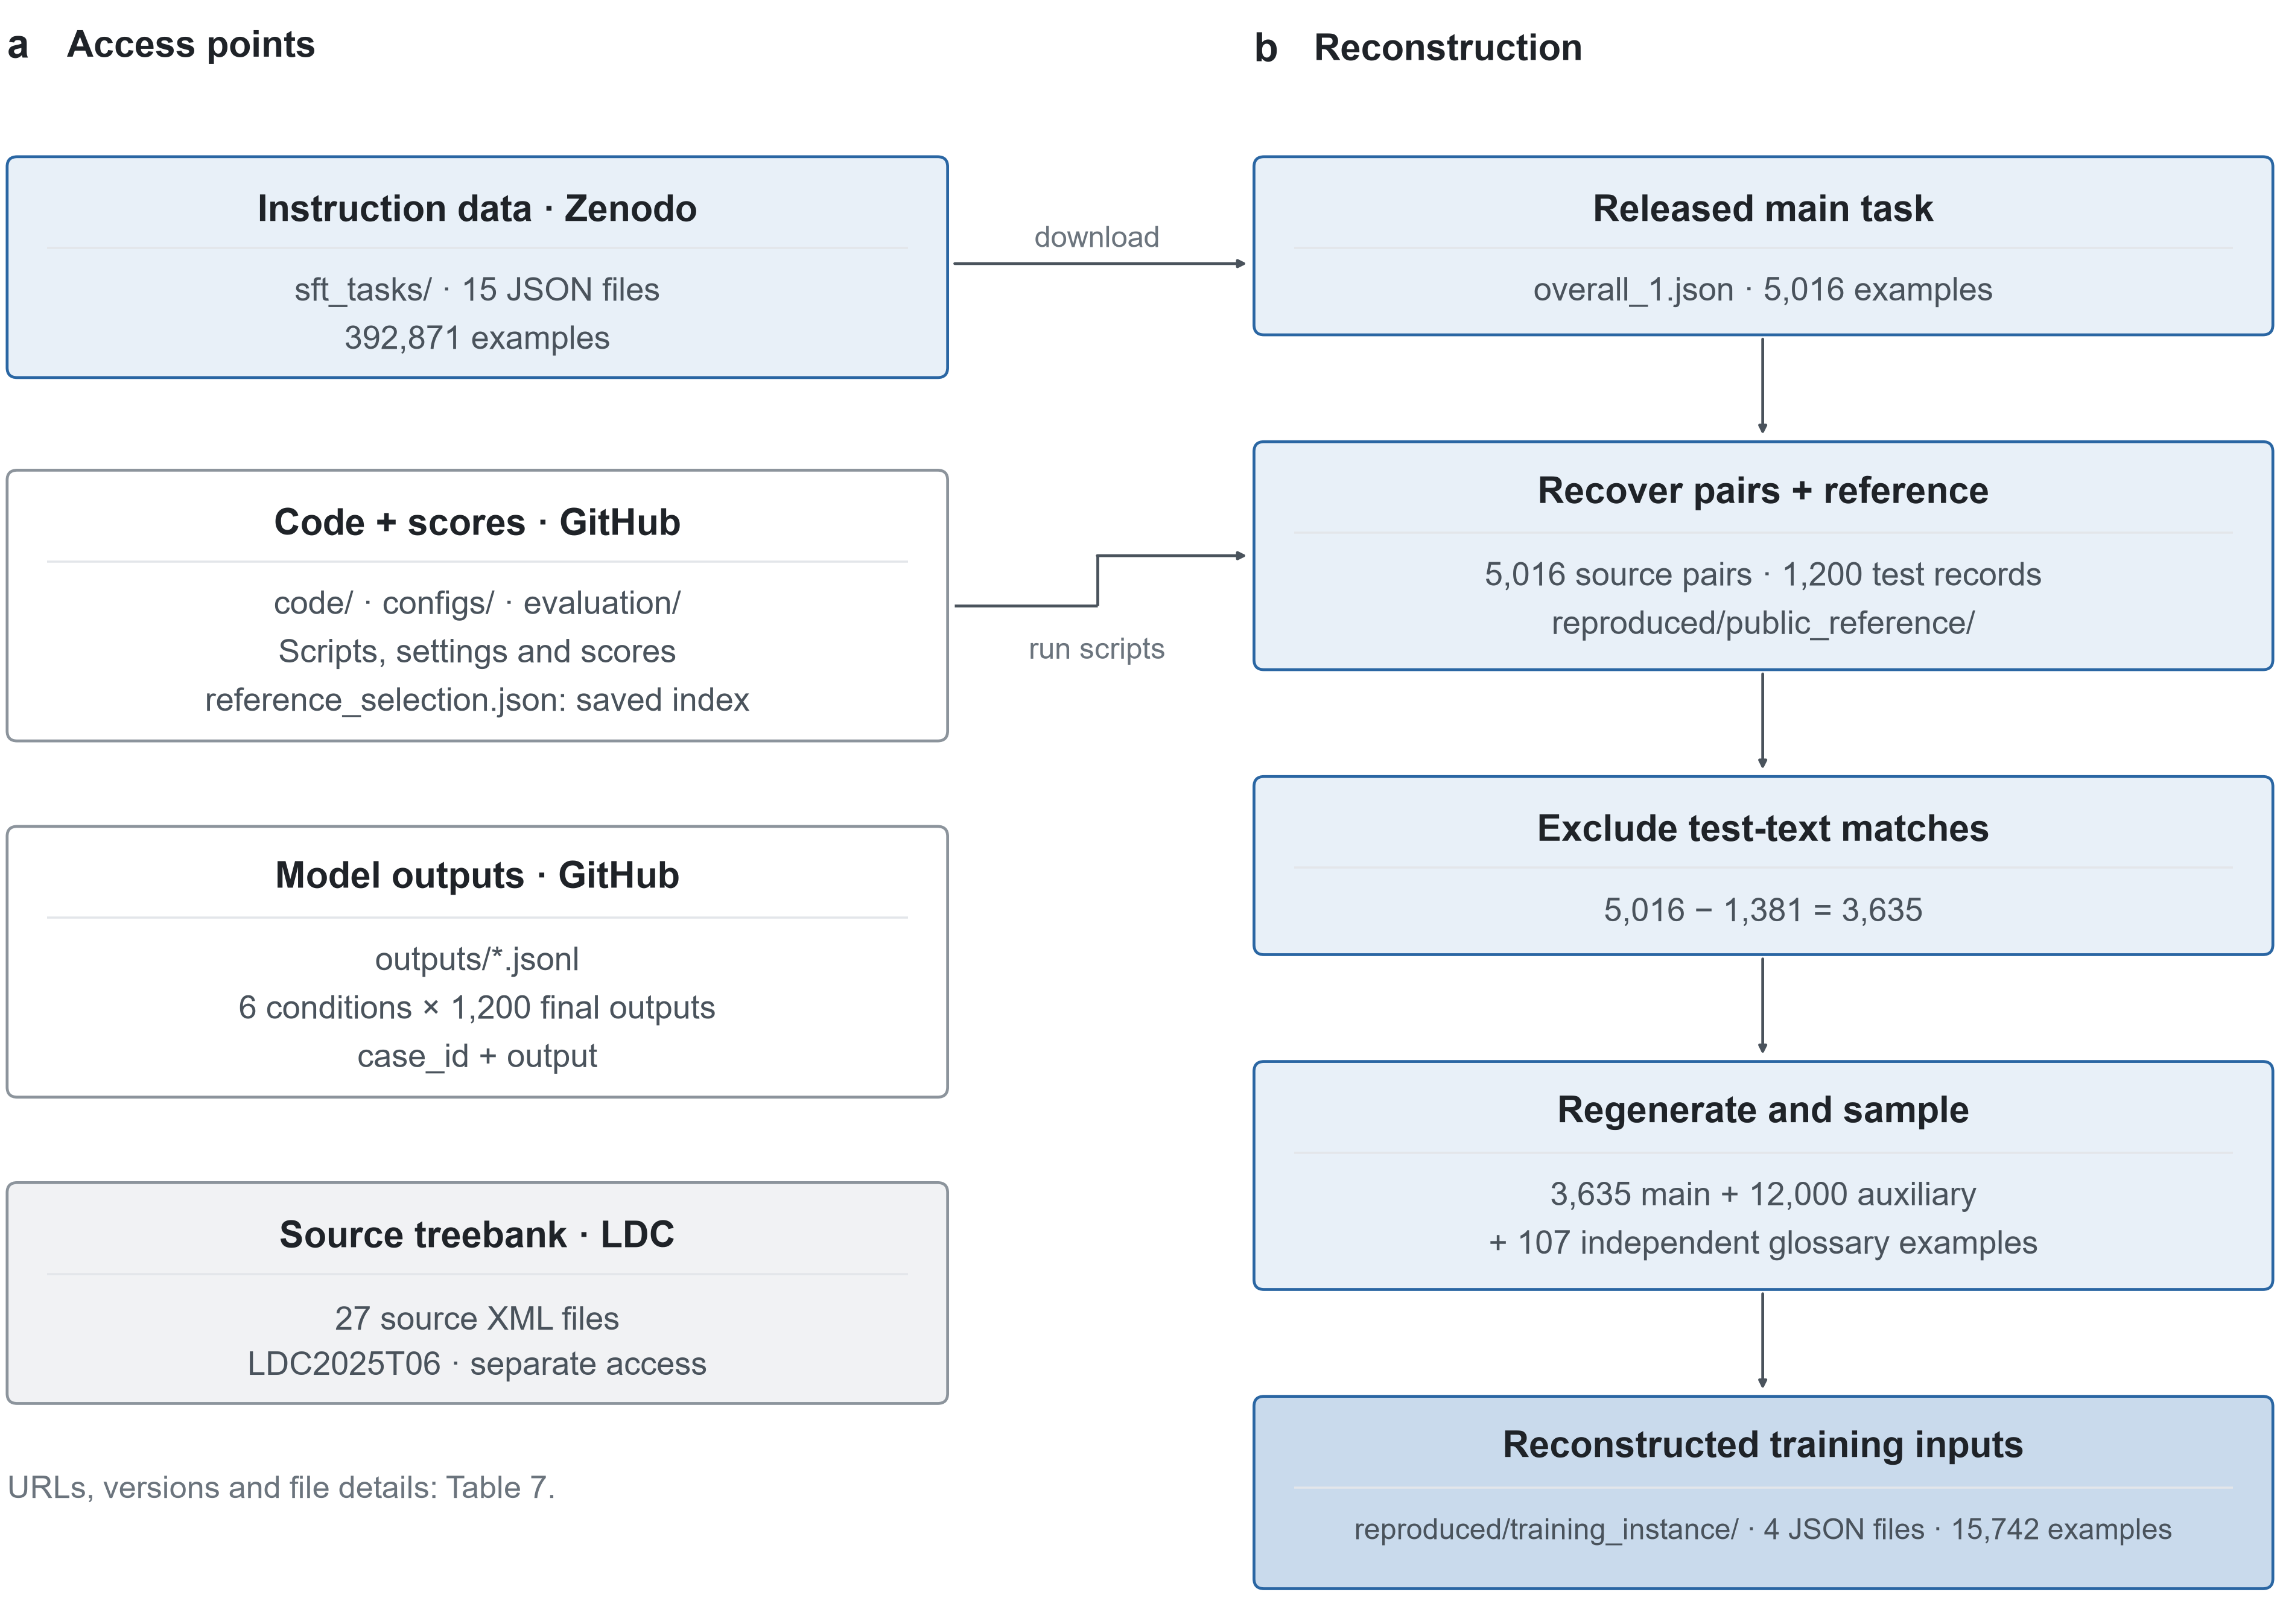 a Access points
Instruction data · Zenodo
sft_tasks/ · 15 JSON files
392,871 examples
Code + scores · GitHub
code/ · configs/ · evaluation/
Scripts, settings and scores
reference_selection.json: saved index
Model outputs · GitHub
outputs/*.jsonl
6 conditions × 1,200 final outputs
case_id + output
Source treebank · LDC
27 source XML files
LDC2025T06 · separate access
URLs, versions and file details: Table 7.
download
run scripts
b Reconstruction
Released main task
overall_1.json · 5,016 examples
Recover pairs + reference
5,016 source pairs · 1,200 test records
reproduced/public_reference/
Exclude test-text matches
5,016 − 1,381 = 3,635
Regenerate and sample
3,635 main + 12,000 auxiliary
+ 107 independent glossary examples
Reconstructed training inputs
reproduced/training_instance/ · 4 JSON files · 15,742 examples